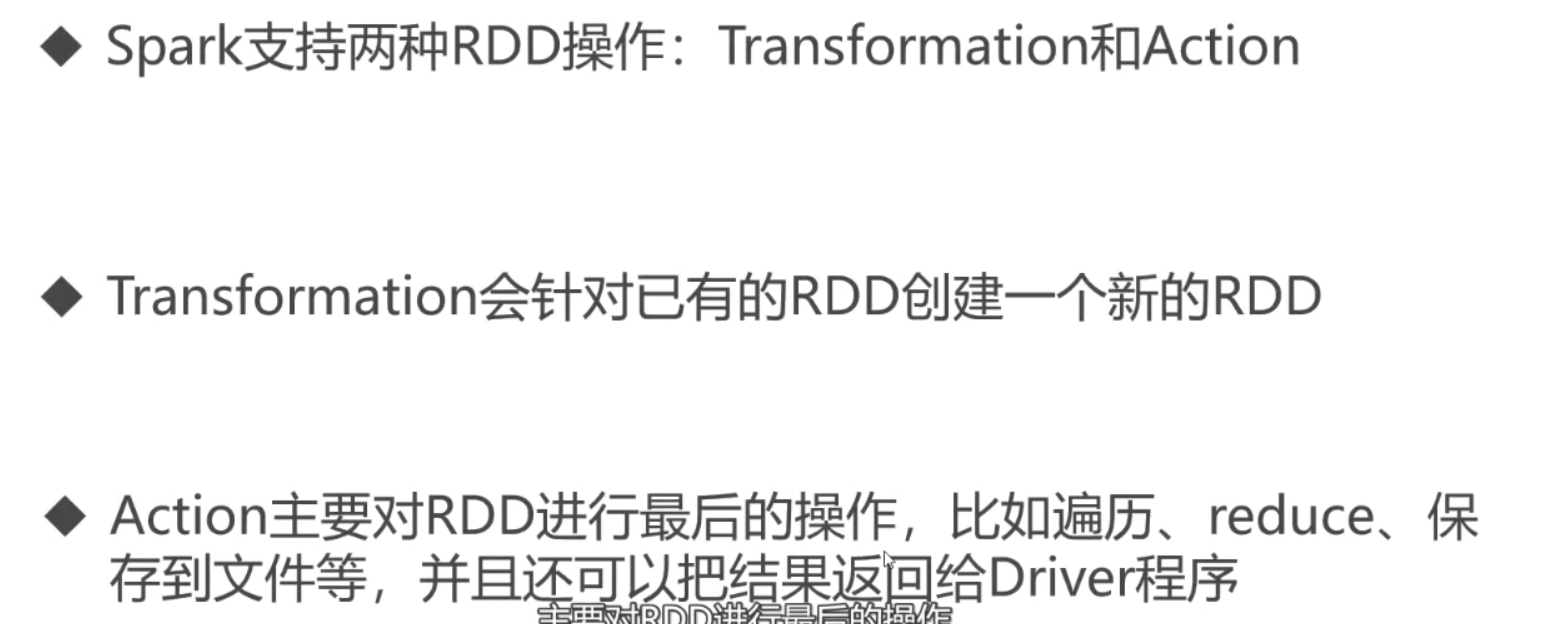 ◆ Spark支持两种RDD操作：Transformation和Action
◆ Transformation会针对已有的RDD创建一个新的RDD
◆ Action主要对RDD进行最后的操作，比如遍历、reduce、保
存到文件等，并且还可以把结果返回给Driver程序
主要对RDD进行最后的操作